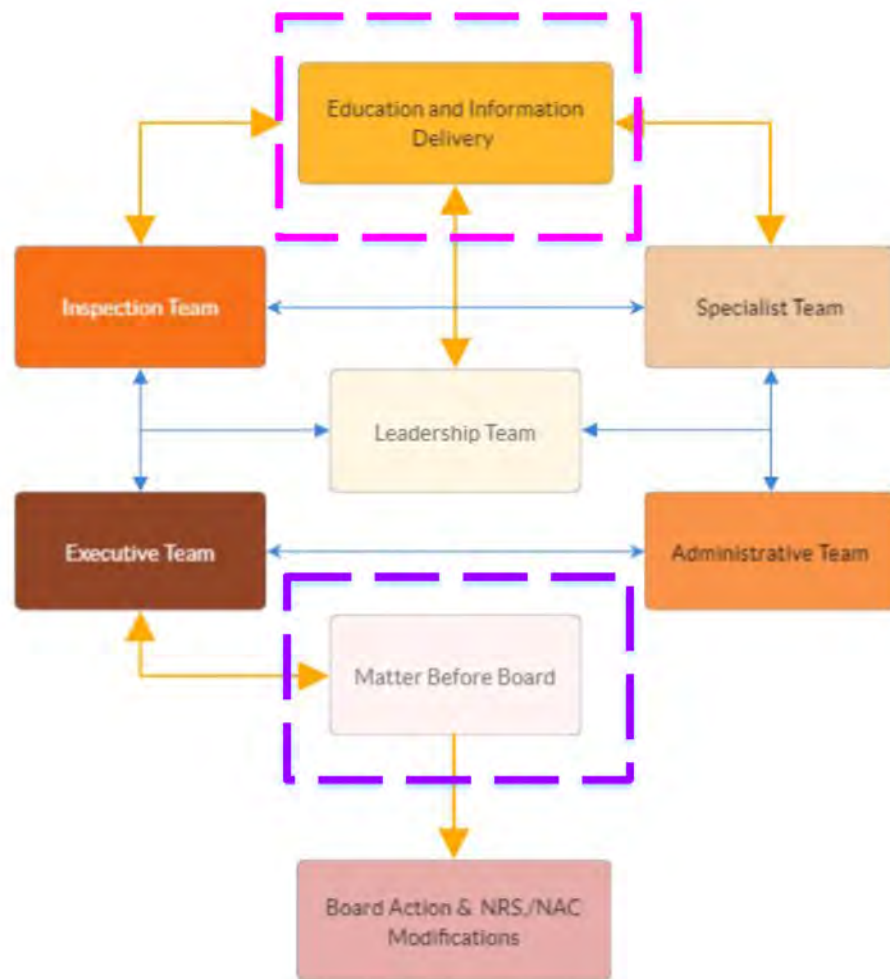 Education and Information
Delivery
Inspection Team
Specialist Team
Leadership Team
Executive Team
Administrative Team
Matter Before Board
Board Action & NRS./NAC
Modifications